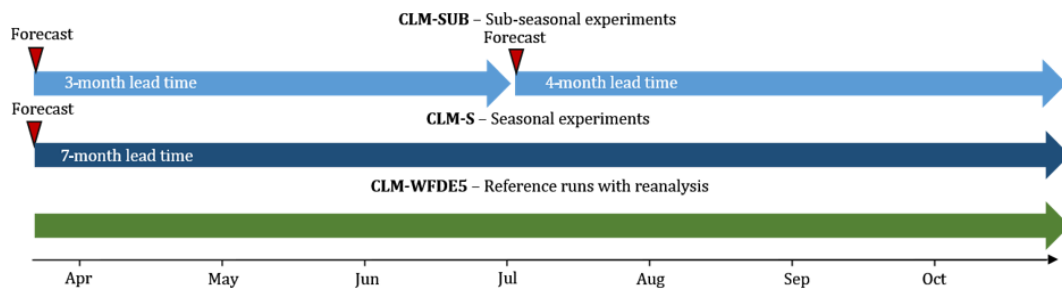 CLM-SUB – Sub-seasonal experiments
Forecast
Forecast
3-month lead time
4-month lead time
Forecast
CLM-S – Seasonal experiments
7-month lead time
CLM-WFDE5 – Reference runs with reanalysis
Apr May Jun Jul Aug Sep Oct